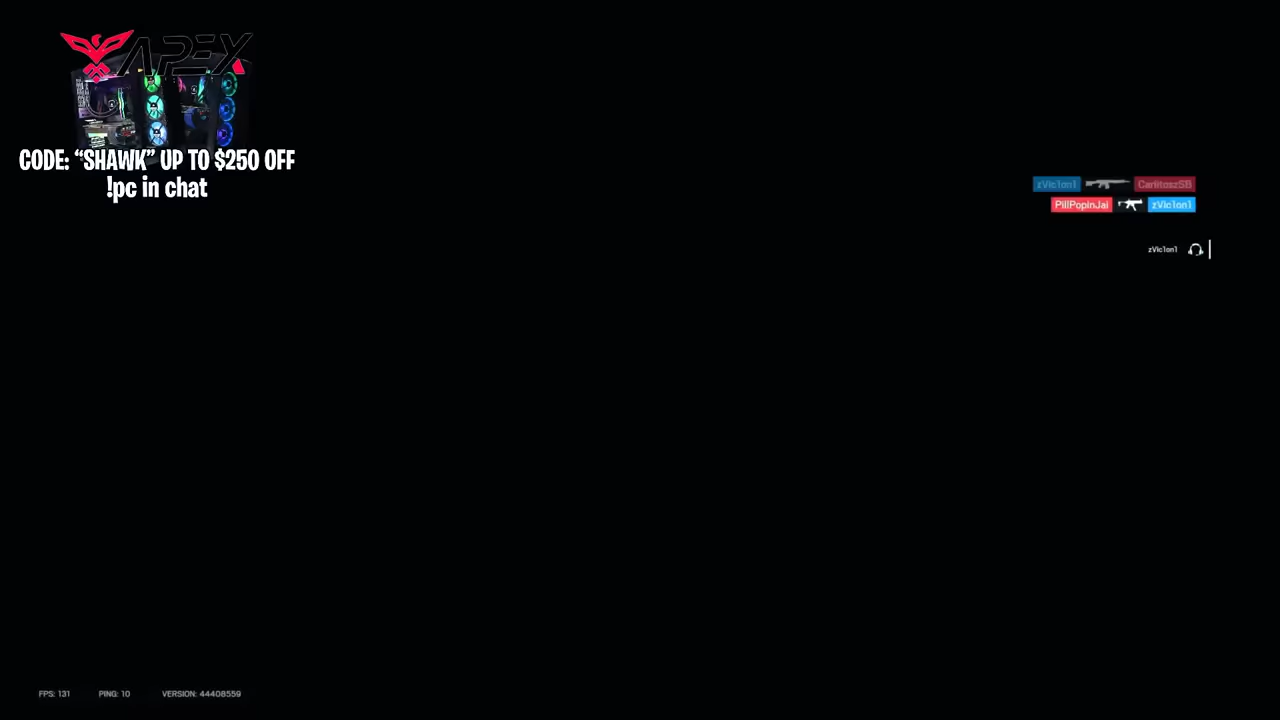 APEX
CODE: “SHAWK” UP TO $250 OFF
!pc in chat
zVic1on1 CarlitoszSB
PillPopinJai zVic1on1
zVic1on1
FPS: 131 PING: 10 VERSION: 44408559